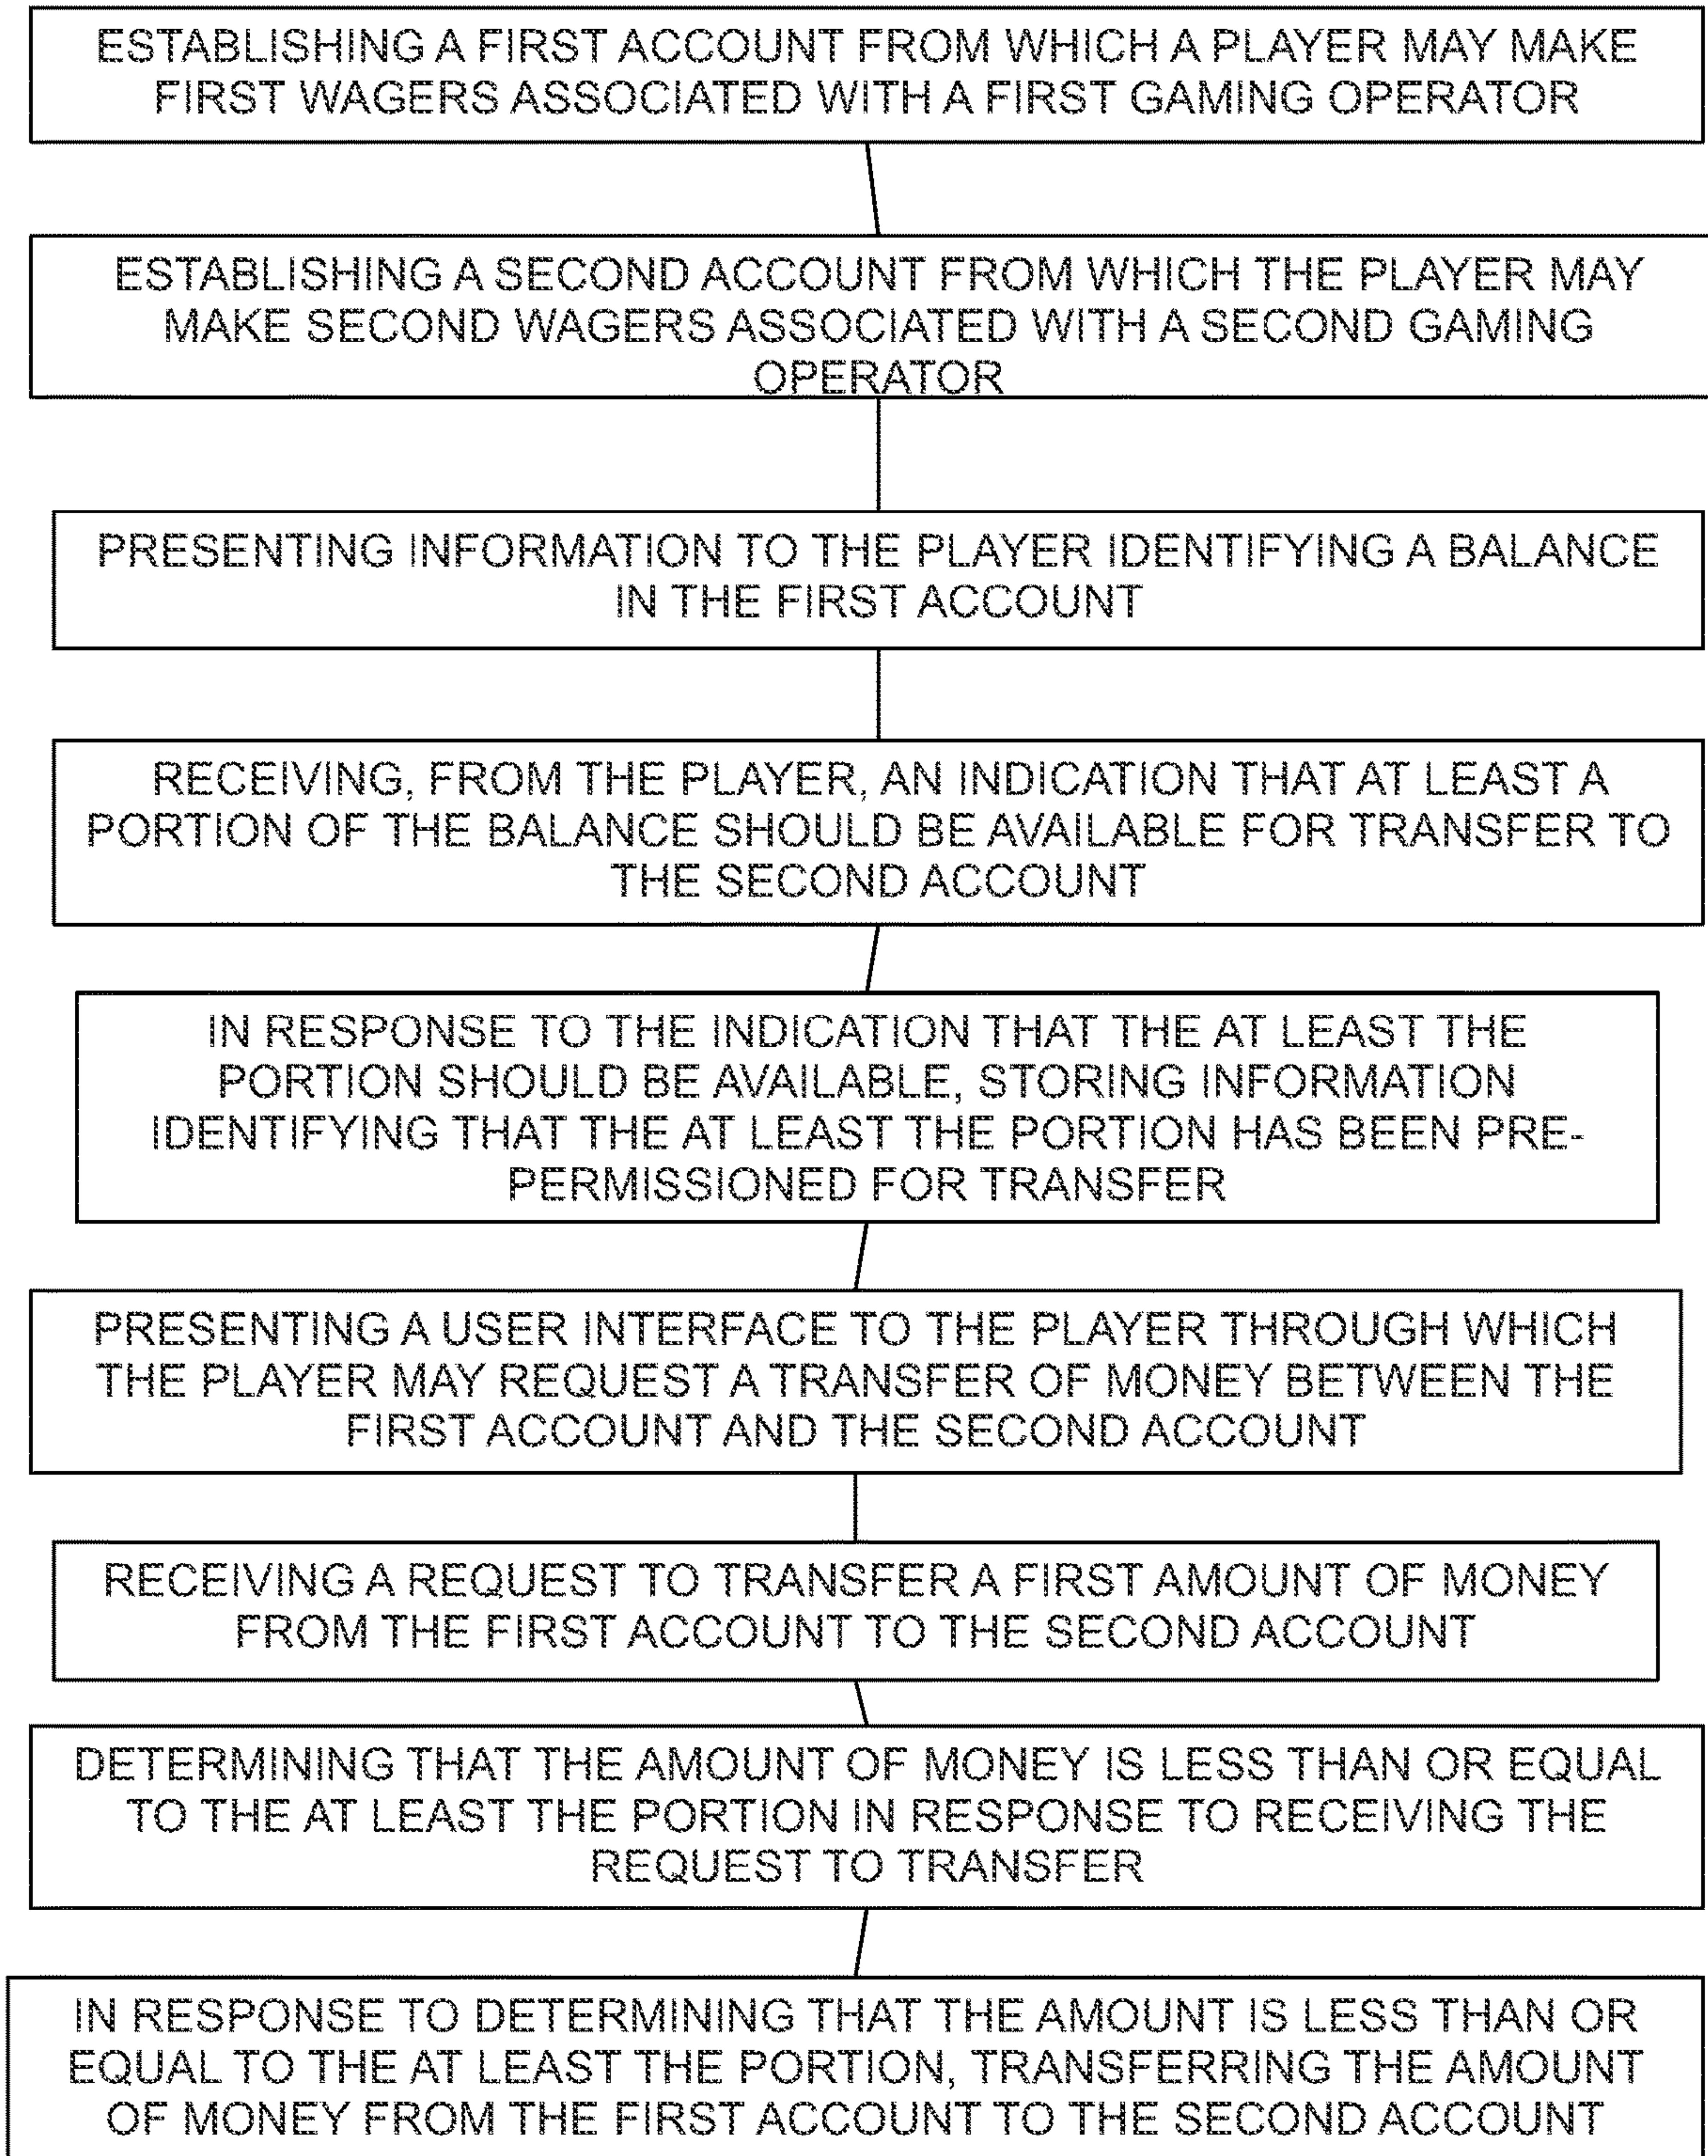 ESTABLISHING A FIRST ACCOUNT FROM WHICH A PLAYER MAY MAKE
FIRST WAGERS ASSOCIATED WITH A FIRST GAMING OPERATOR
ESTABLISHING A SECOND ACCOUNT FROM WHICH THE PLAYER MAY
MAKE SECOND WAGERS ASSOCIATED WITH A SECOND GAMING
OPERATOR
PRESENTING INFORMATION TO THE PLAYER IDENTIFYING A BALANCE
IN THE FIRST ACCOUNT
RECEIVING, FROM THE PLAYER, AN INDICATION THAT AT LEAST A
PORTION OF THE BALANCE SHOULD BE AVAILABLE FOR TRANSFER TO
THE SECOND ACCOUNT
IN RESPONSE TO THE INDICATION THAT THE AT LEAST THE
PORTION SHOULD BE AVAILABLE, STORING INFORMATION
IDENTIFYING THAT THE AT LEAST THE PORTION HAS BEEN PRE-
PERMISSIONED FOR TRANSFER
PRESENTING A USER INTERFACE TO THE PLAYER THROUGH WHICH
THE PLAYER MAY REQUEST A TRANSFER OF MONEY BETWEEN THE
FIRST ACCOUNT AND THE SECOND ACCOUNT
RECEIVING A REQUEST TO TRANSFER A FIRST AMOUNT OF MONEY
FROM THE FIRST ACCOUNT TO THE SECOND ACCOUNT
DETERMINING THAT THE AMOUNT OF MONEY IS LESS THAN OR EQUAL
TO THE AT LEAST THE PORTION IN RESPONSE TO RECEIVING THE
REQUEST TO TRANSFER
IN RESPONSE TO DETERMINING THAT THE AMOUNT IS LESS THAN OR
EQUAL TO THE AT LEAST THE PORTION, TRANSFERRING THE AMOUNT
OF MONEY FROM THE FIRST ACCOUNT TO THE SECOND ACCOUNT